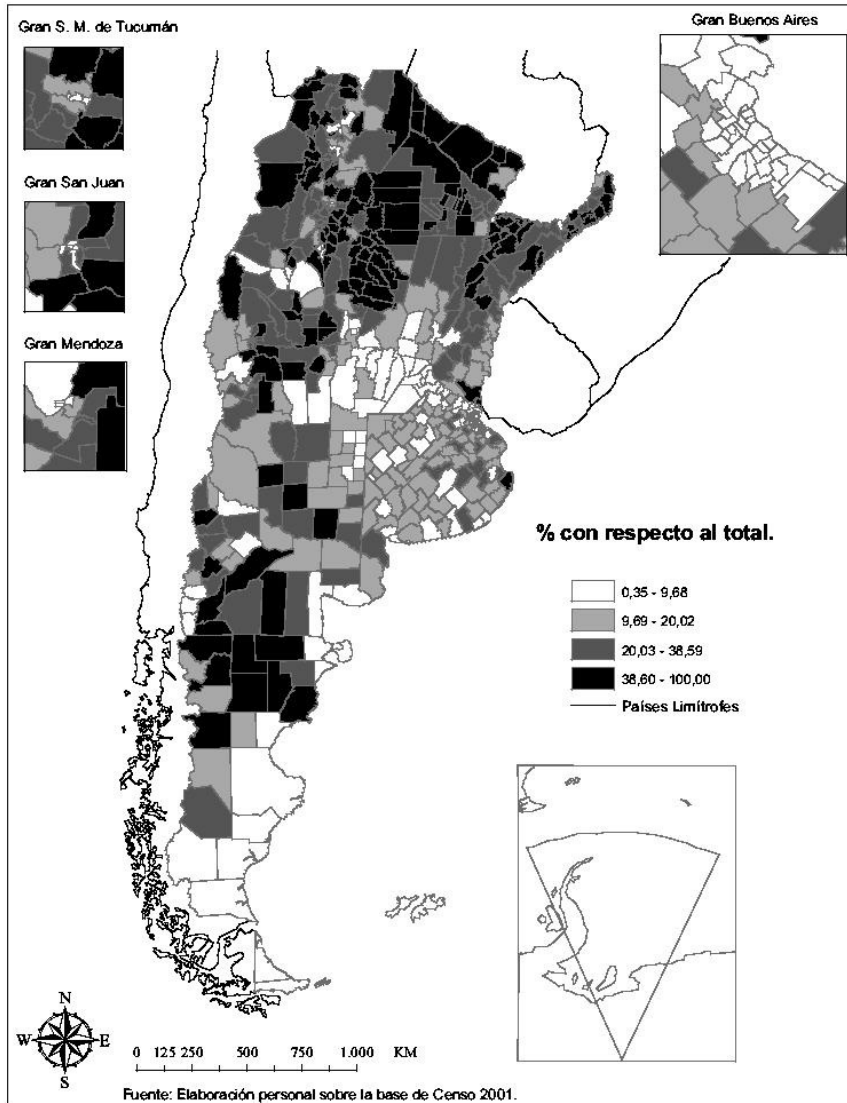 Gran S. M. de Tucumán
Gran Buenos Aires
Gran San Juan
Gran Mendoza
% con respecto al total.
0,35 - 9,68
9,69 - 20,02
20,03 - 38,59
38,60 - 100,00
Países Limítrofes
N
W E
S
0 125 250 500 750 1.000 KM
Fuente: Elaboración personal sobre la base de Censo 2001.